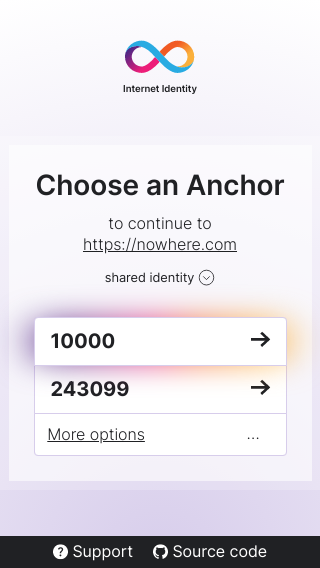 Internet Identity
Choose an Anchor
to continue to
https://nowhere.com
shared identity
10000
243099
More options ...
Support Source code